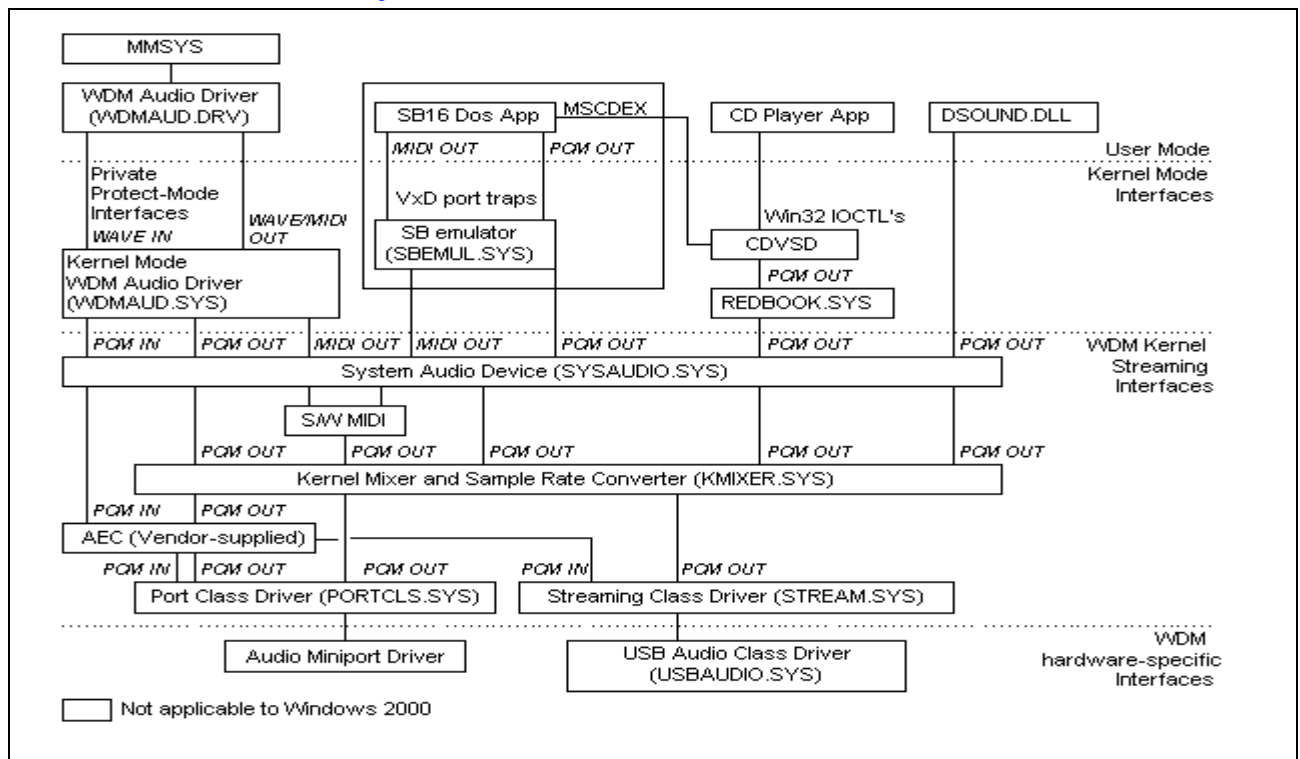 MMSYS
WDM Audio Driver
(WDMAUD.DRV)
SB16 Dos App
MSCDEX
CD Player App
DSOUND.DLL
MIDI OUT
PCM OUT
User Mode
Kernel Mode
Interfaces
Private
Protect-Mode
Interfaces
WAVE IN
WAVE/MIDI
OUT
VxD port traps
Win32 IOCTL's
SB emulator
(SBEMUL.SYS)
CDVSD
Kernel Mode
WDM Audio Driver
(WDMAUD.SYS)
PCM OUT
REDBOOK.SYS
PCM IN
PCM OUT
MIDI OUT
MIDI OUT
PCM OUT
PCM OUT
PCM OUT
WDM Kernel
Streaming
Interfaces
System Audio Device (SYSAUDIO.SYS)
S/W MIDI
PCM OUT
PCM OUT
PCM OUT
PCM OUT
PCM OUT
Kernel Mixer and Sample Rate Converter (KMIXER.SYS)
PCM IN
PCM OUT
AEC (Vendor-supplied)
PCM IN
PCM OUT
PCM OUT
PCM IN
PCM OUT
Port Class Driver (PORTCLS.SYS)
Streaming Class Driver (STREAM.SYS)
Audio Miniport Driver
USB Audio Class Driver
(USBAUDIO.SYS)
WDM
hardware-specific
Interfaces
Not applicable to Windows 2000